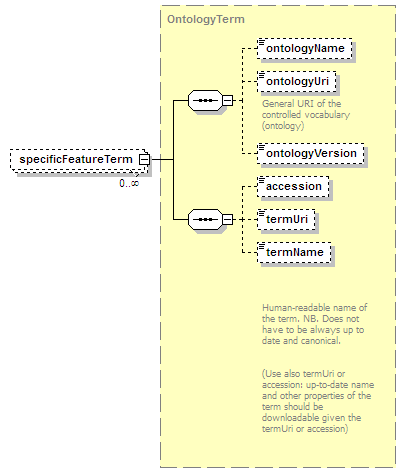 OntologyTerm
ontologyName
ontologyUri
General URI of the
controlled vocabulary
(ontology)
ontologyVersion
specificFeatureTerm
0..∞
accession
termUri
termName
Human-readable name of
the term. NB. Does not
have to be always up to
date and canonical.
(Use also termUri or
accession: up-to-date name
and other properties of the
term should be
downloadable given the
termUri or accession)